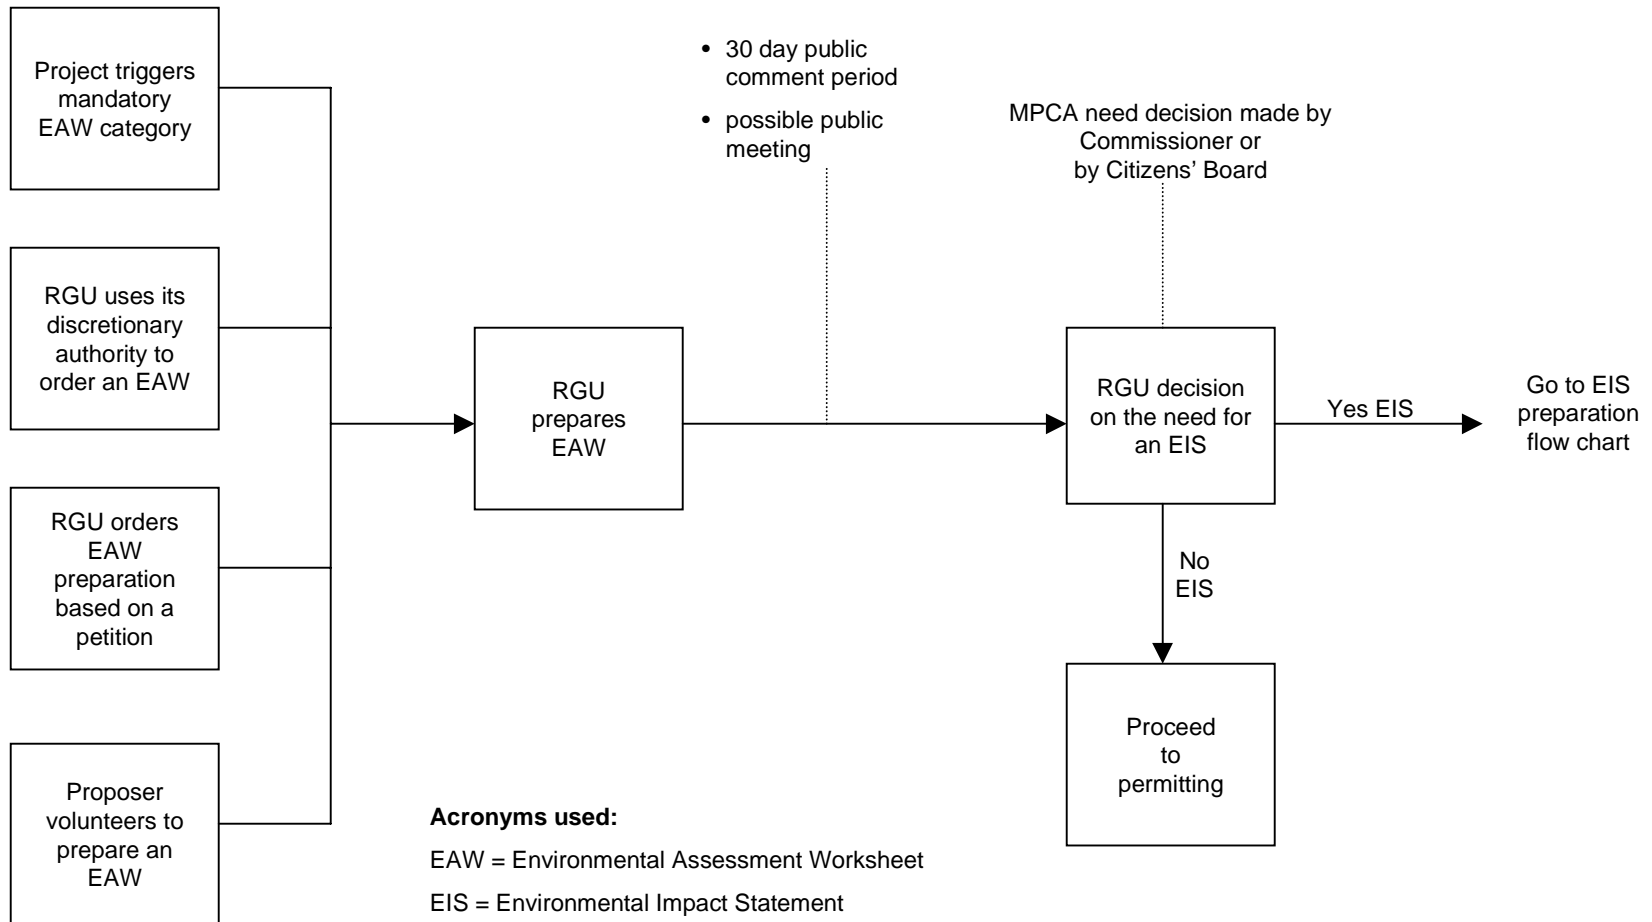 Project triggers
mandatory
EAW category
RGU uses its
discretionary
authority to
order an EAW
RGU orders
EAW
preparation
based on a
petition
Proposer
volunteers to
prepare an
EAW
RGU
prepares
EAW
• 30 day public
comment period
• possible public
meeting
MPCA need decision made by
Commissioner or
by Citizens’ Board
RGU decision
on the need for
an EIS
Yes EIS
Go to EIS
preparation
flow chart
No
EIS
Proceed
to
permitting
Acronyms used:
EAW = Environmental Assessment Worksheet
EIS = Environmental Impact Statement